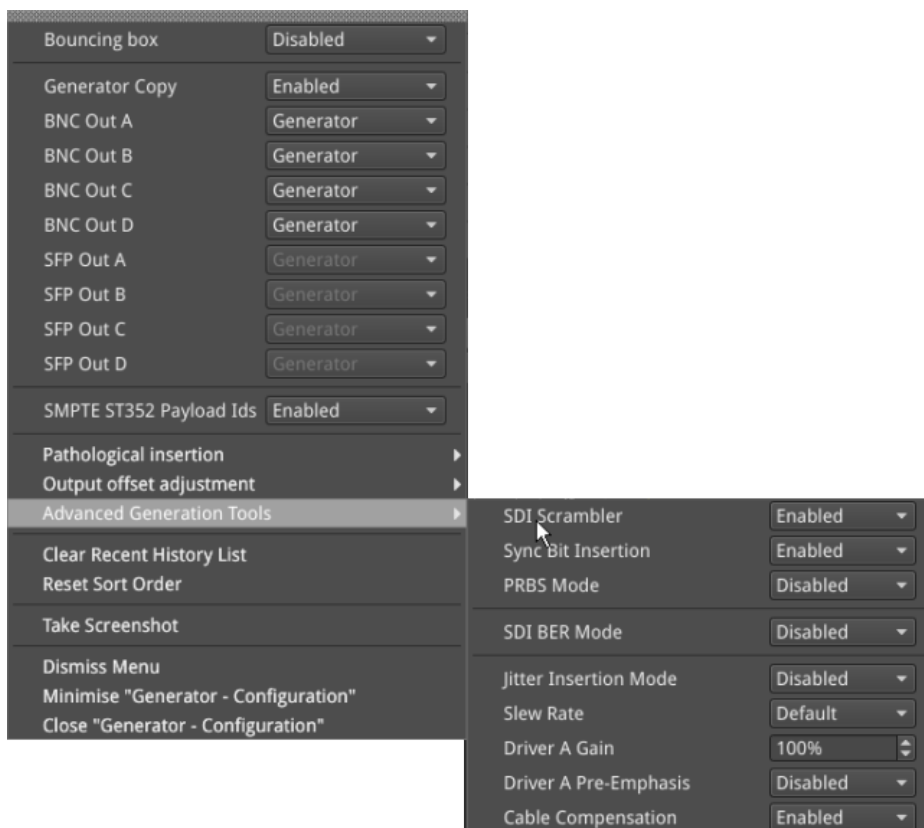 Bouncing box Disabled
Generator Copy Enabled
BNC Out A Generator
BNC Out B Generator
BNC Out C Generator
BNC Out D Generator
SFP Out A Generator
SFP Out B Generator
SFP Out C Generator
SFP Out D Generator
SMPTE ST352 Payload Ids Enabled
Pathological insertion
Output offset adjustment
Advanced Generation Tools
Clear Recent History List
Reset Sort Order
Take Screenshot
Dismiss Menu
Minimise "Generator - Configuration"
Close "Generator - Configuration"
SDI Scrambler Enabled
Sync Bit Insertion Enabled
PRBS Mode Disabled
SDI BER Mode Disabled
Jitter Insertion Mode Disabled
Slew Rate Default
Driver A Gain 100%
Driver A Pre-Emphasis Disabled
Cable Compensation Enabled